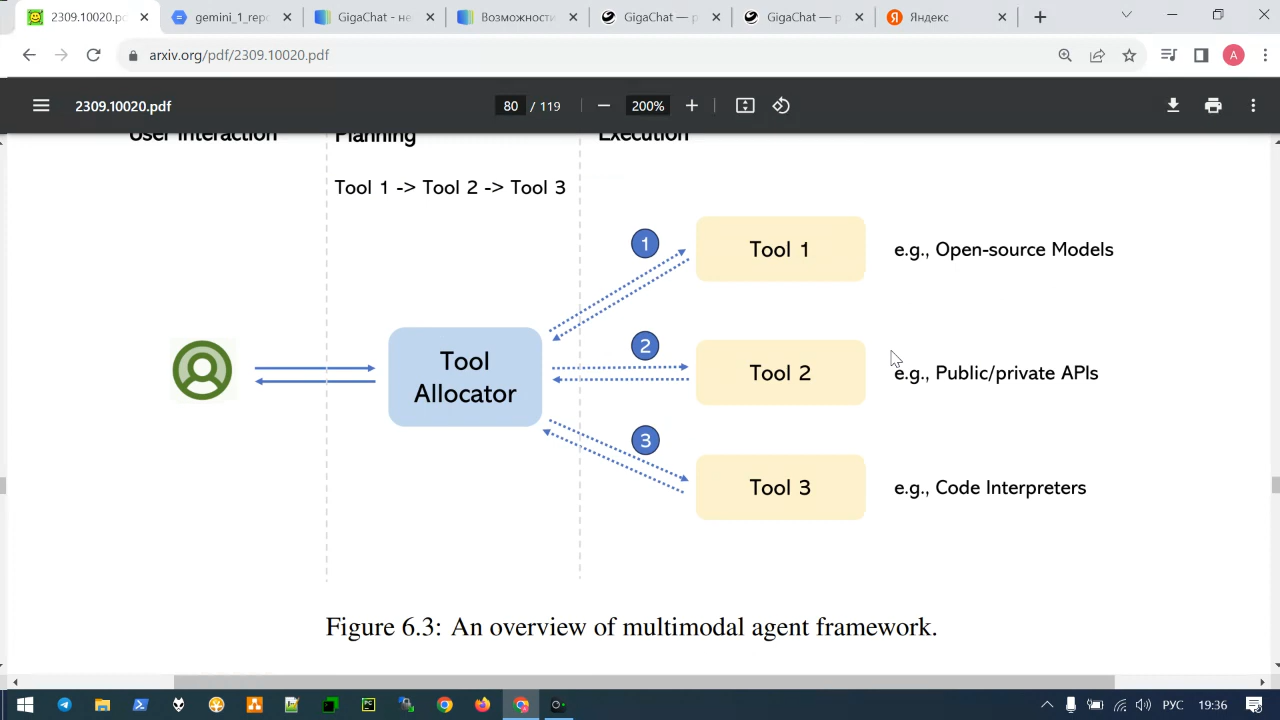 2309.10020.pc
gemini_1_repo
GigaChat - не
Возможности
GigaChat — р
GigaChat — р
Яндекс
arxiv.org/pdf/2309.10020.pdf
A
2309.10020.pdf
80 / 119
200%
User Interaction
Planning
Execution
Tool 1 -> Tool 2 -> Tool 3
1
Tool 1
e.g., Open-source Models
Tool
Allocator
2
Tool 2
e.g., Public/private APIs
3
Tool 3
e.g., Code Interpreters
Figure 6.3: An overview of multimodal agent framework.
РУС
19:36